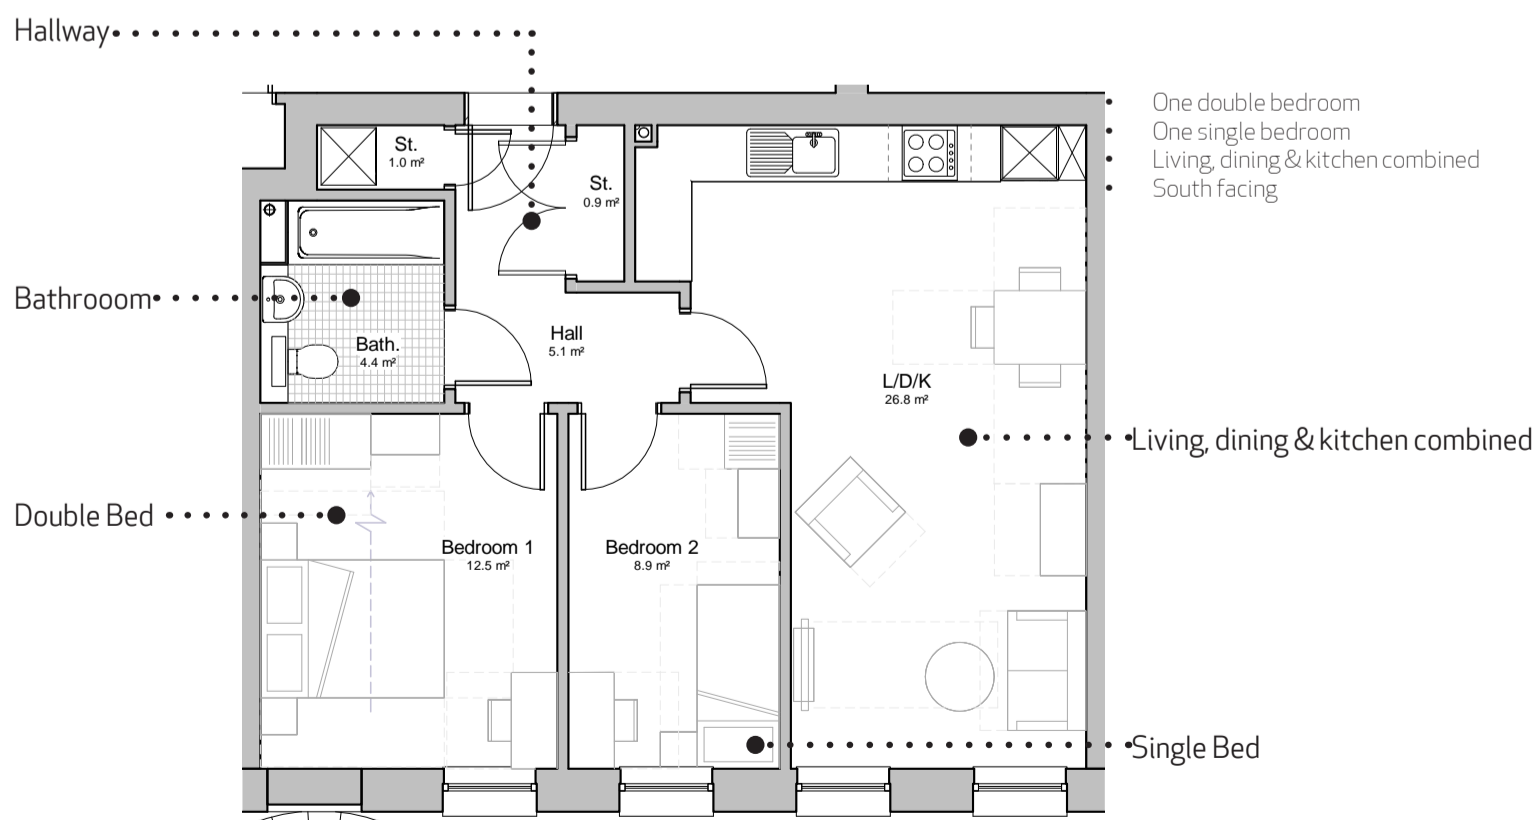 Hallway
One double bedroom
One single bedroom
Living, dining & kitchen combined
South facing
St.
1.0 m²
St.
0.9 m²
Bathrooom
Bath.
4.4 m²
Hall
5.1 m²
L/D/K
26.8 m²
Living, dining & kitchen combined
Double Bed
Bedroom 1
12.5 m²
Bedroom 2
8.9 m²
Single Bed